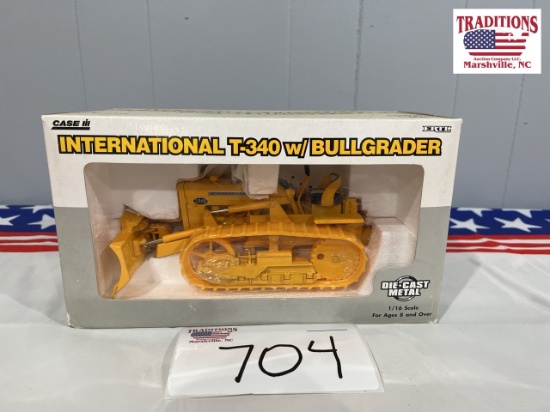 TRADITIONS
Auction Company LLC.
Marshville, NC
CASE IH
ERTL
INTERNATIONAL T-340 w/ BULLGRADER
DIE-CAST
METAL
1/16 Scale
For Ages 8 and Over
TRADITIONS
Marshville, NC
704